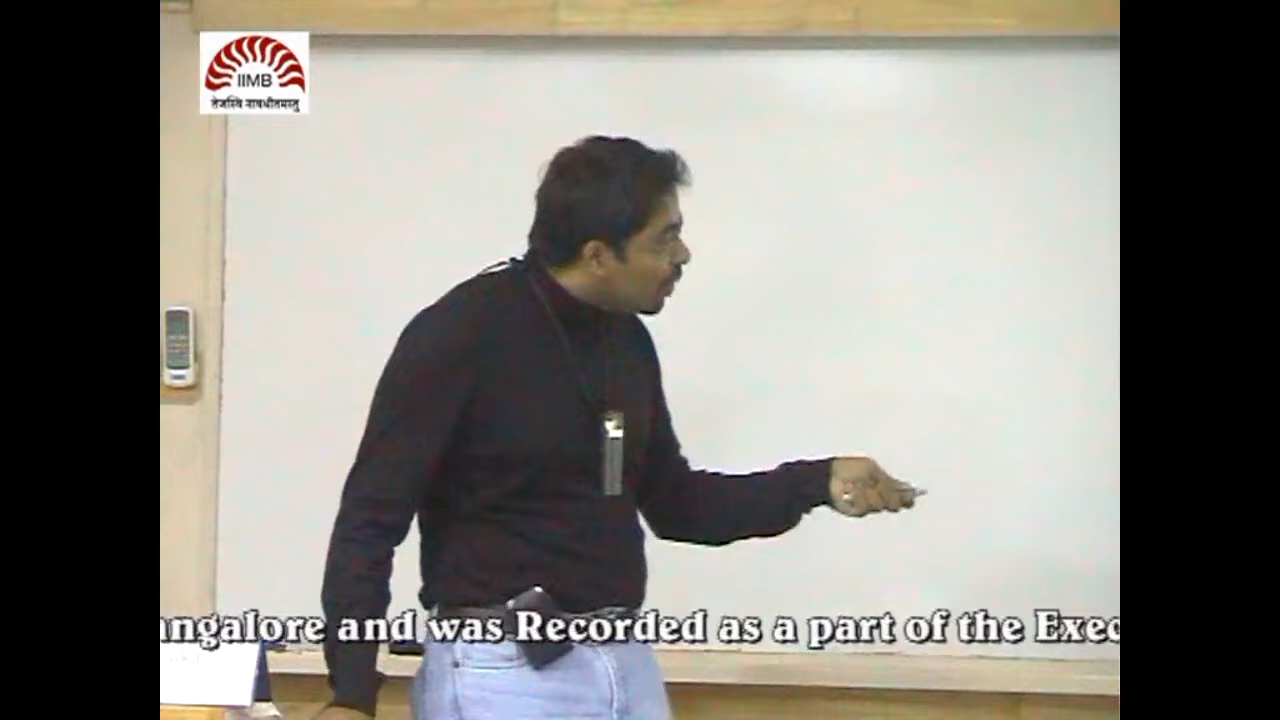 IIMB
तेजस्वि नावधीतमस्तु
angalore and was Recorded as a part of the Exec